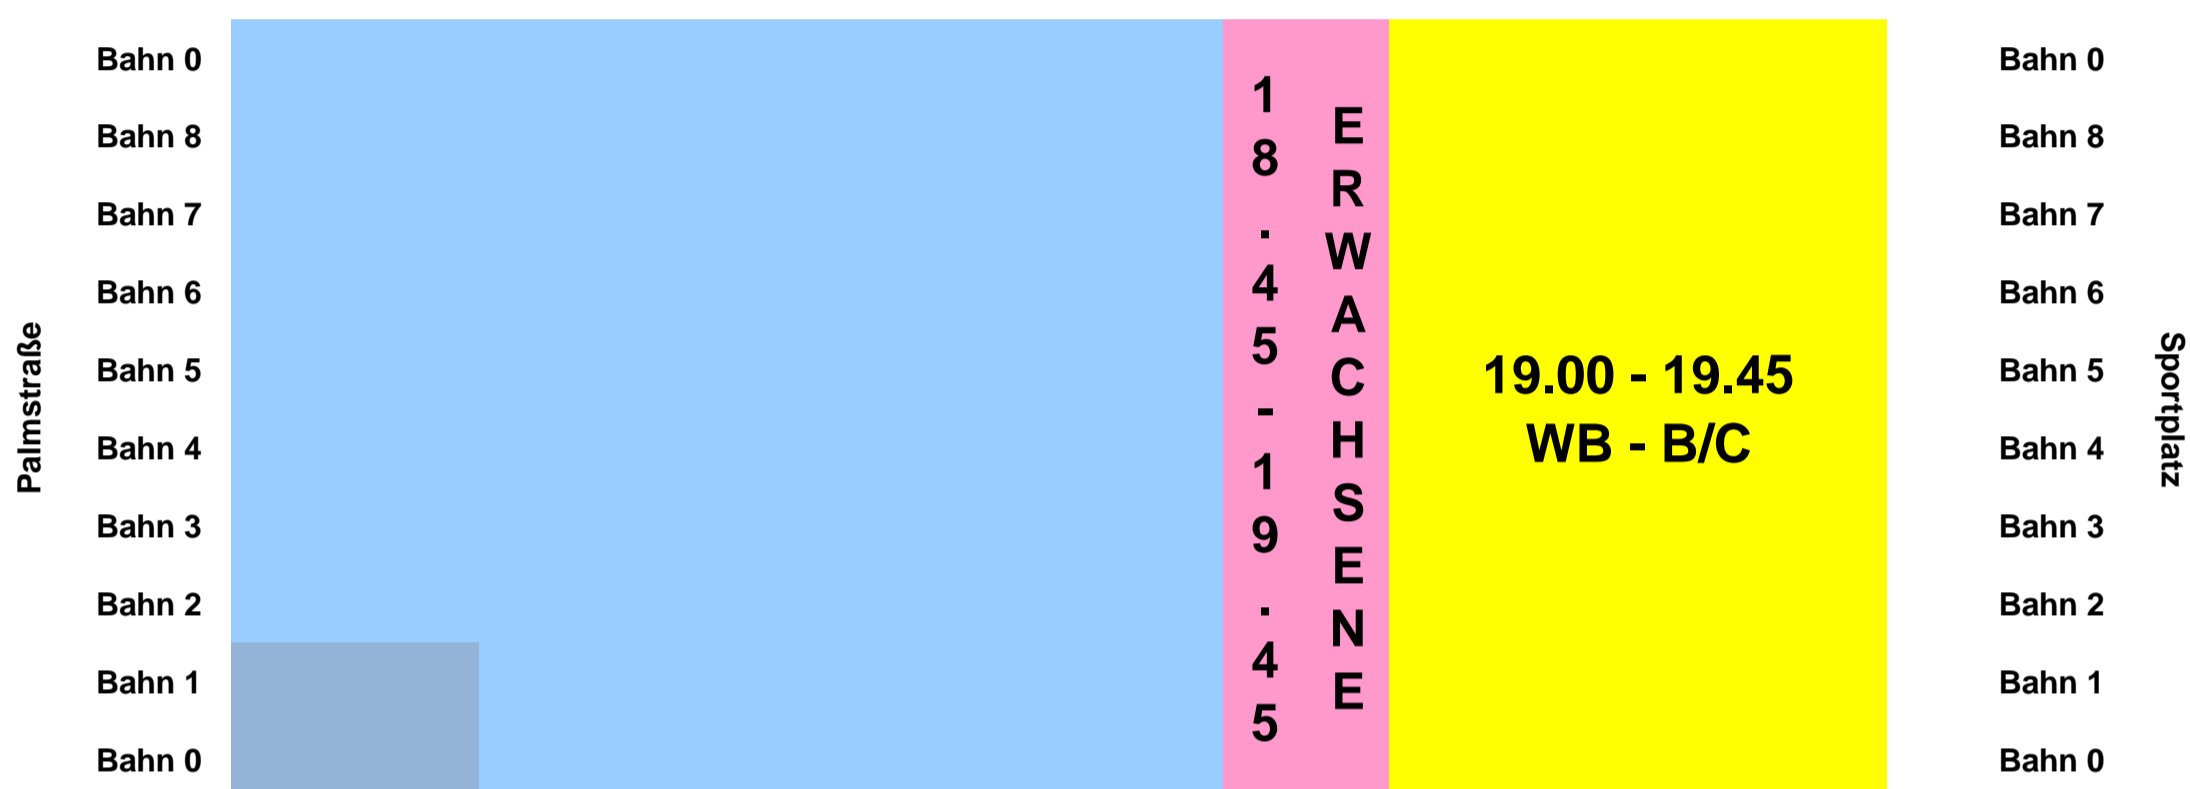 Palmstraße
Bahn 0
Bahn 8
Bahn 7
Bahn 6
Bahn 5
Bahn 4
Bahn 3
Bahn 2
Bahn 1
Bahn 0
18.45-19.45
ERWACHSENE
19.00 - 19.45
WB - B/C
Bahn 0
Bahn 8
Bahn 7
Bahn 6
Bahn 5
Bahn 4
Bahn 3
Bahn 2
Bahn 1
Bahn 0
Sportplatz